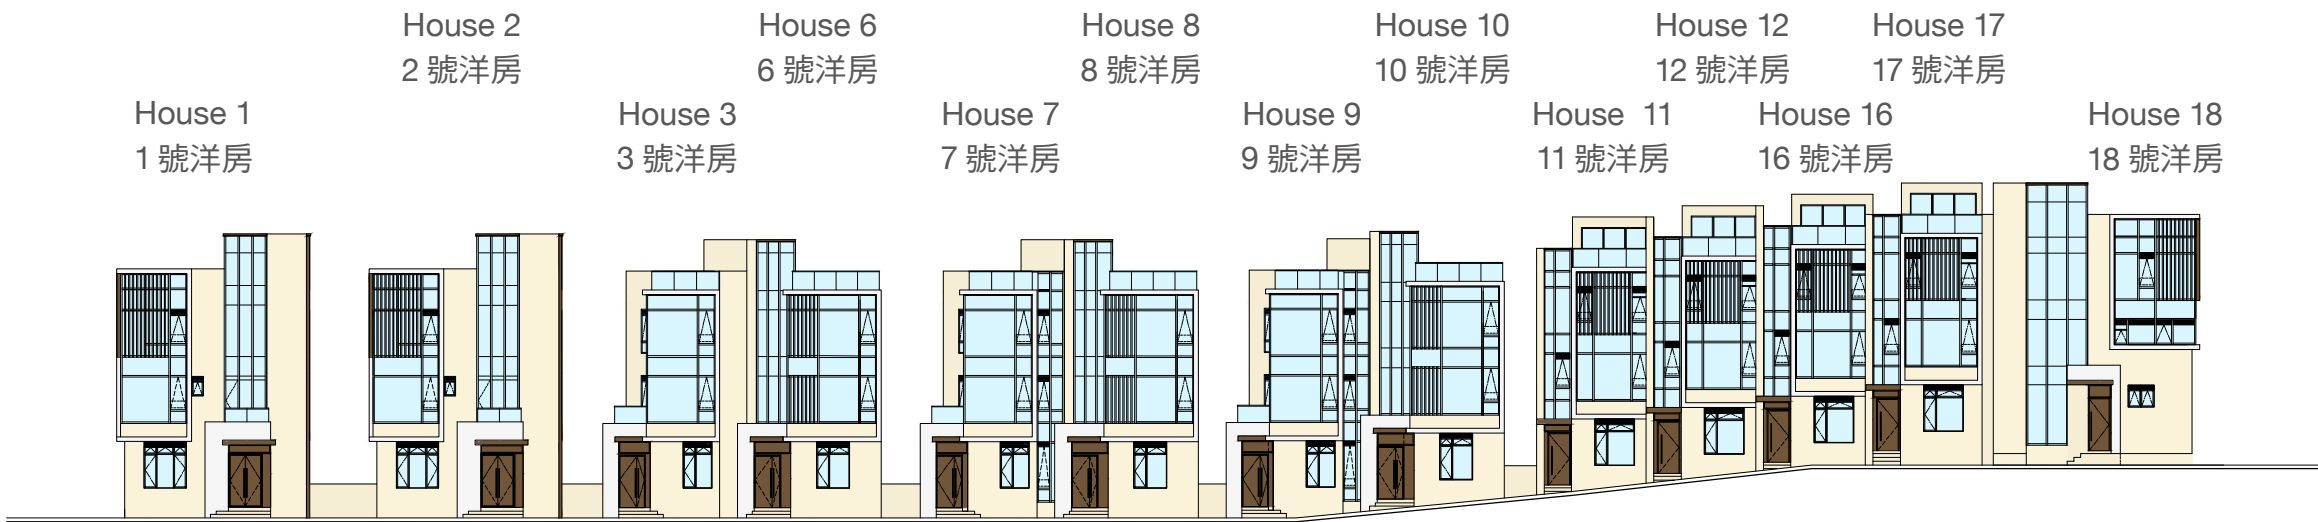 House 2
2 號洋房
House 6
6 號洋房
House 8
8 號洋房
House 10
10 號洋房
House 12
12 號洋房
House 17
17 號洋房
House 1
1 號洋房
House 3
3 號洋房
House 7
7 號洋房
House 9
9 號洋房
House 11
11 號洋房
House 16
16 號洋房
House 18
18 號洋房